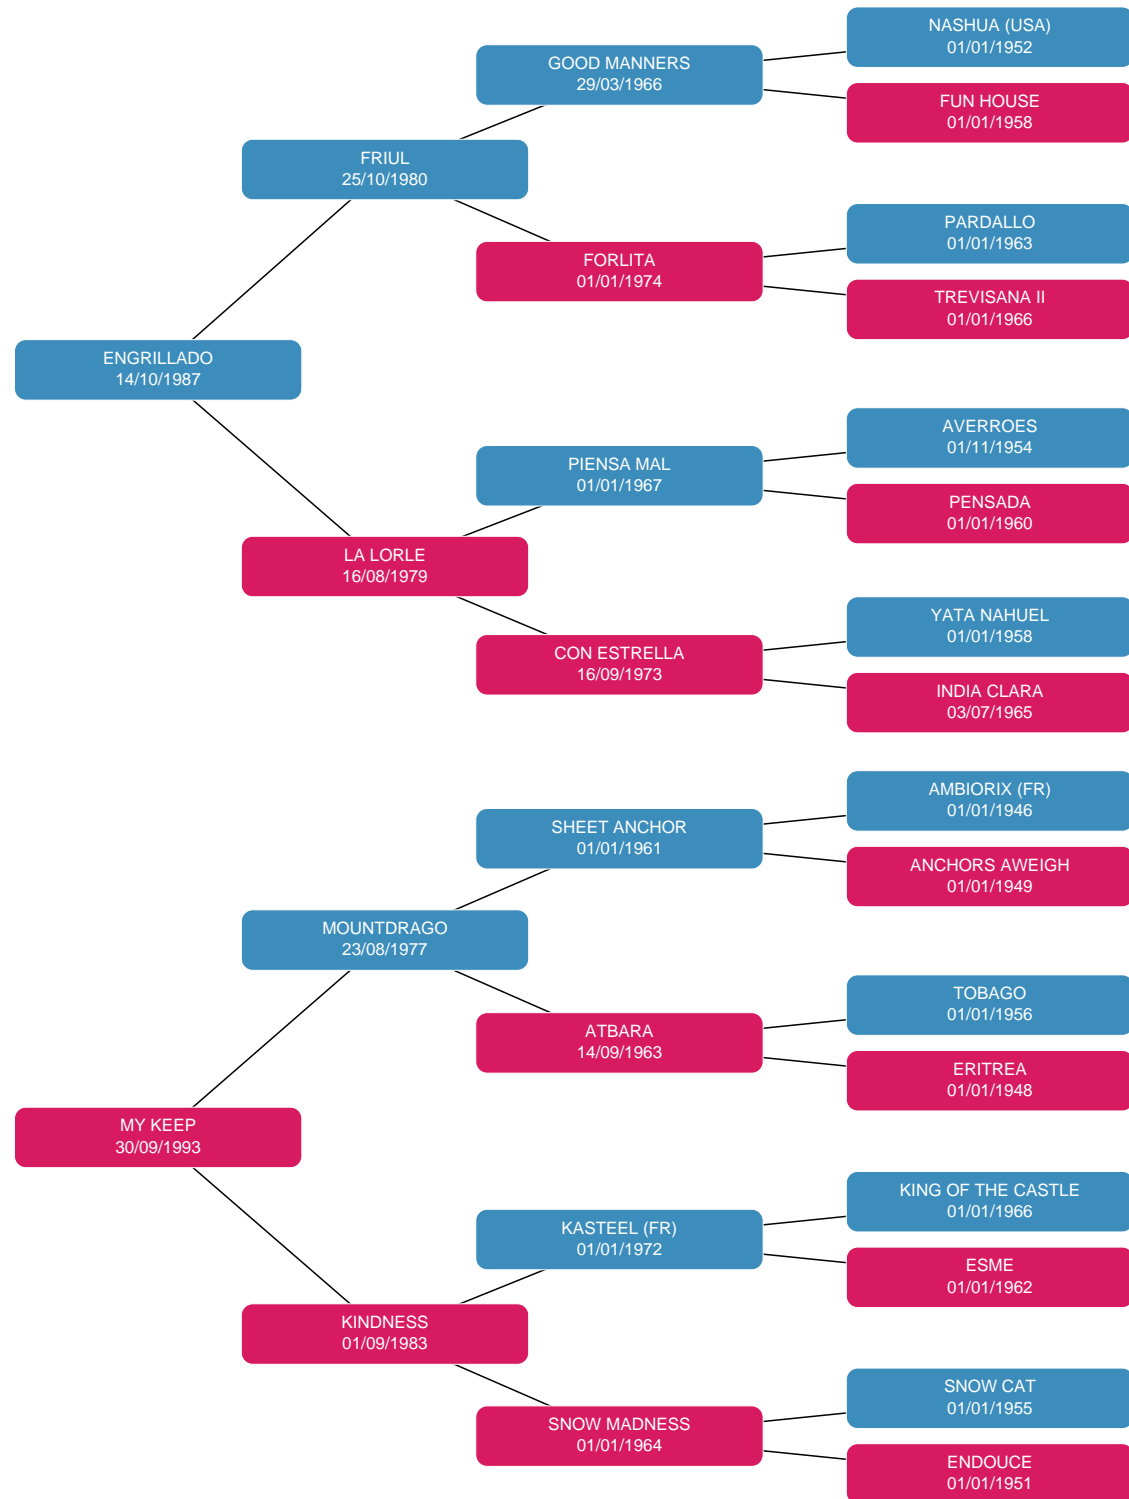 NASHUA (USA)
01/01/1952
GOOD MANNERS
29/03/1966
FUN HOUSE
01/01/1958
FRIUL
25/10/1980
PARDALLO
01/01/1963
FORLITA
01/01/1974
TREVISANA II
01/01/1966
ENGRILLADO
14/10/1987
AVERROES
01/11/1954
PIENSA MAL
01/01/1967
PENSADA
01/01/1960
LA LORLE
16/08/1979
YATA NAHUEL
01/01/1958
CON ESTRELLA
16/09/1973
INDIA CLARA
03/07/1965
AMBIORIX (FR)
01/01/1946
SHEET ANCHOR
01/01/1961
ANCHORS AWEIGH
01/01/1949
MOUNTDRAGO
23/08/1977
TOBAGO
01/01/1956
ATBARA
14/09/1963
ERITREA
01/01/1948
MY KEEP
30/09/1993
KING OF THE CASTLE
01/01/1966
KASTEEL (FR)
01/01/1972
ESME
01/01/1962
KINDNESS
01/09/1983
SNOW CAT
01/01/1955
SNOW MADNESS
01/01/1964
ENDOUCE
01/01/1951